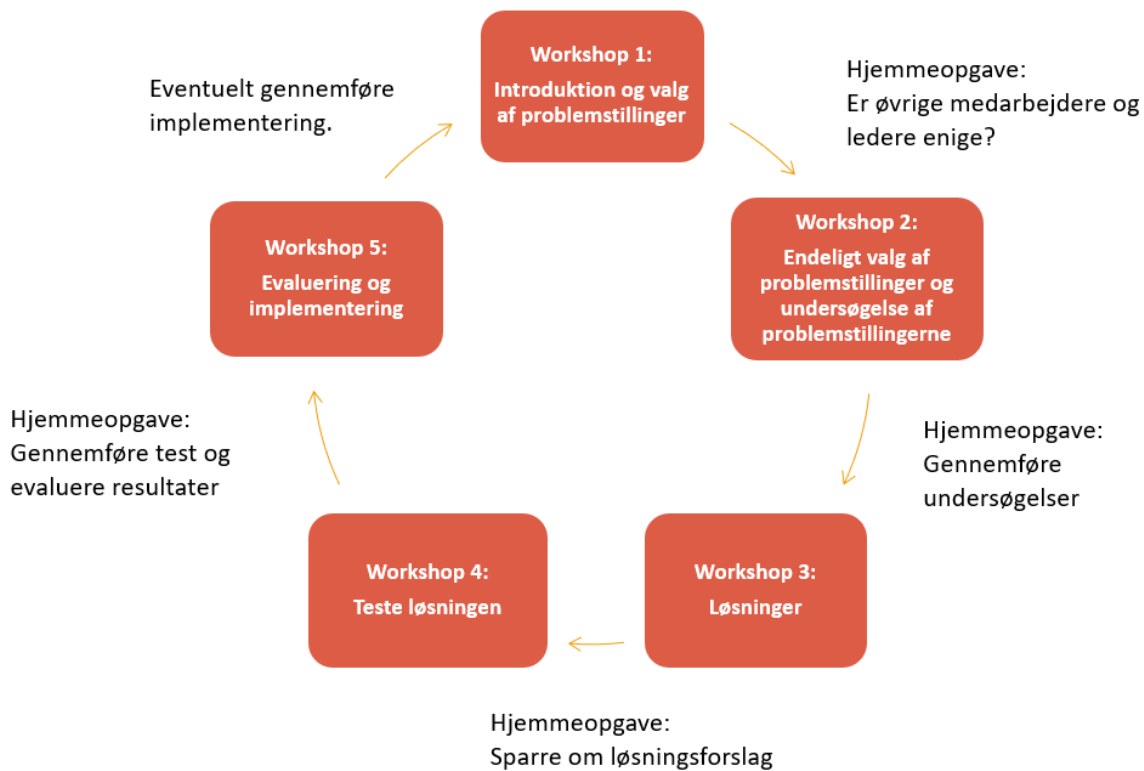 Workshop 1:
Introduktion og valg
af problemstillinger
Hjemmeopgave:
Er øvrige medarbejdere og
ledere enige?
Workshop 2:
Endeligt valg af
problemstillinger og
undersøgelse af
problemstillingerne
Hjemmeopgave:
Gennemføre
undersøgelser
Workshop 3:
Løsninger
Hjemmeopgave:
Sparre om løsningsforslag
Workshop 4:
Teste løsningen
Hjemmeopgave:
Gennemføre test og
evaluere resultater
Workshop 5:
Evaluering og
implementering
Eventuelt gennemføre
implementering.